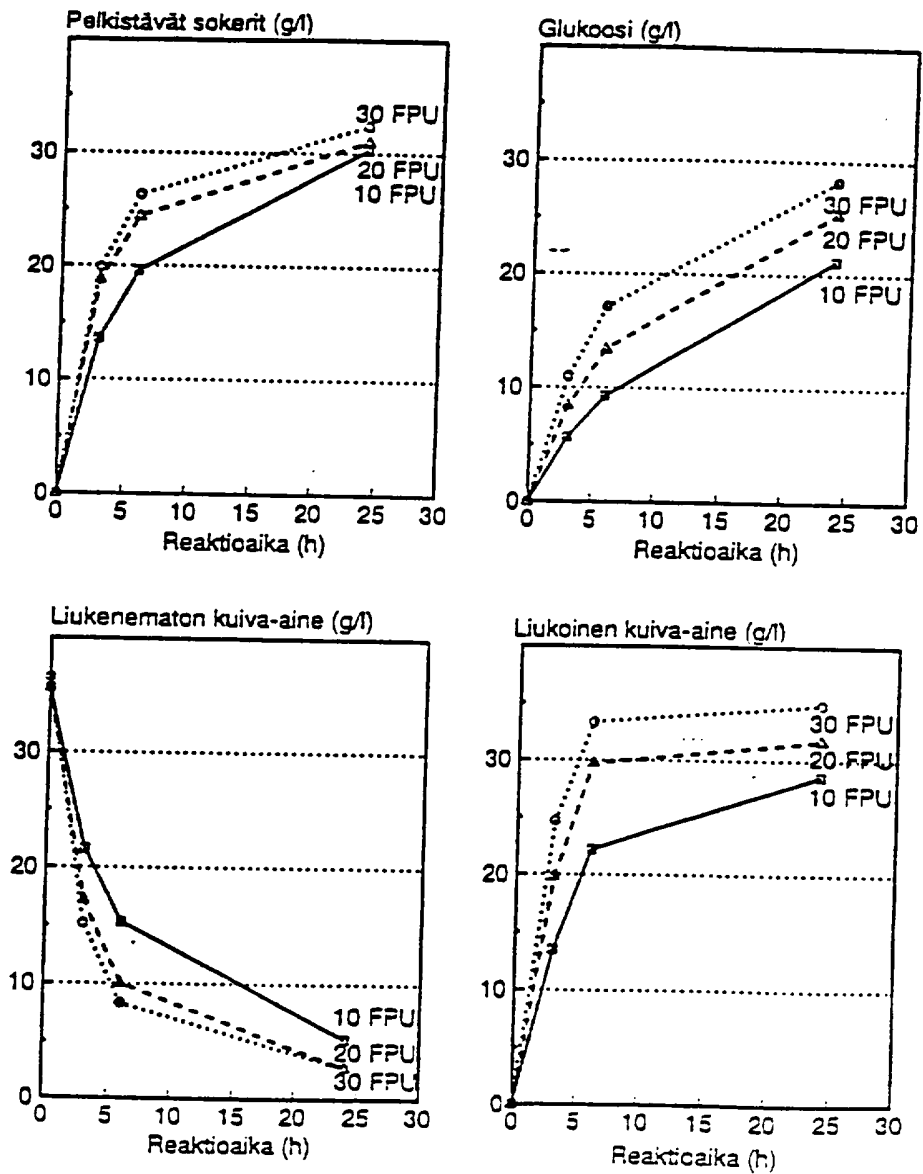 Pelkistävät sokerit (g/l)
30
20
10
0
0 5 10 15 20 25 30
Reaktioaika (h)
30 FPU
20 FPU
10 FPU
Glukoosi (g/l)
30
20
10
0
0 5 10 15 20 25 30
Reaktioaika (h)
30 FPU
20 FPU
10 FPU
Liukenematon kuiva-aine (g/l)
30
20
10
0
0 5 10 15 20 25 30
Reaktioaika (h)
10 FPU
20 FPU
30 FPU
Liukoinen kuiva-aine (g/l)
30
20
10
0
0 5 10 15 20 25 30
Reaktioaika (h)
30 FPU
20 FPU
10 FPU